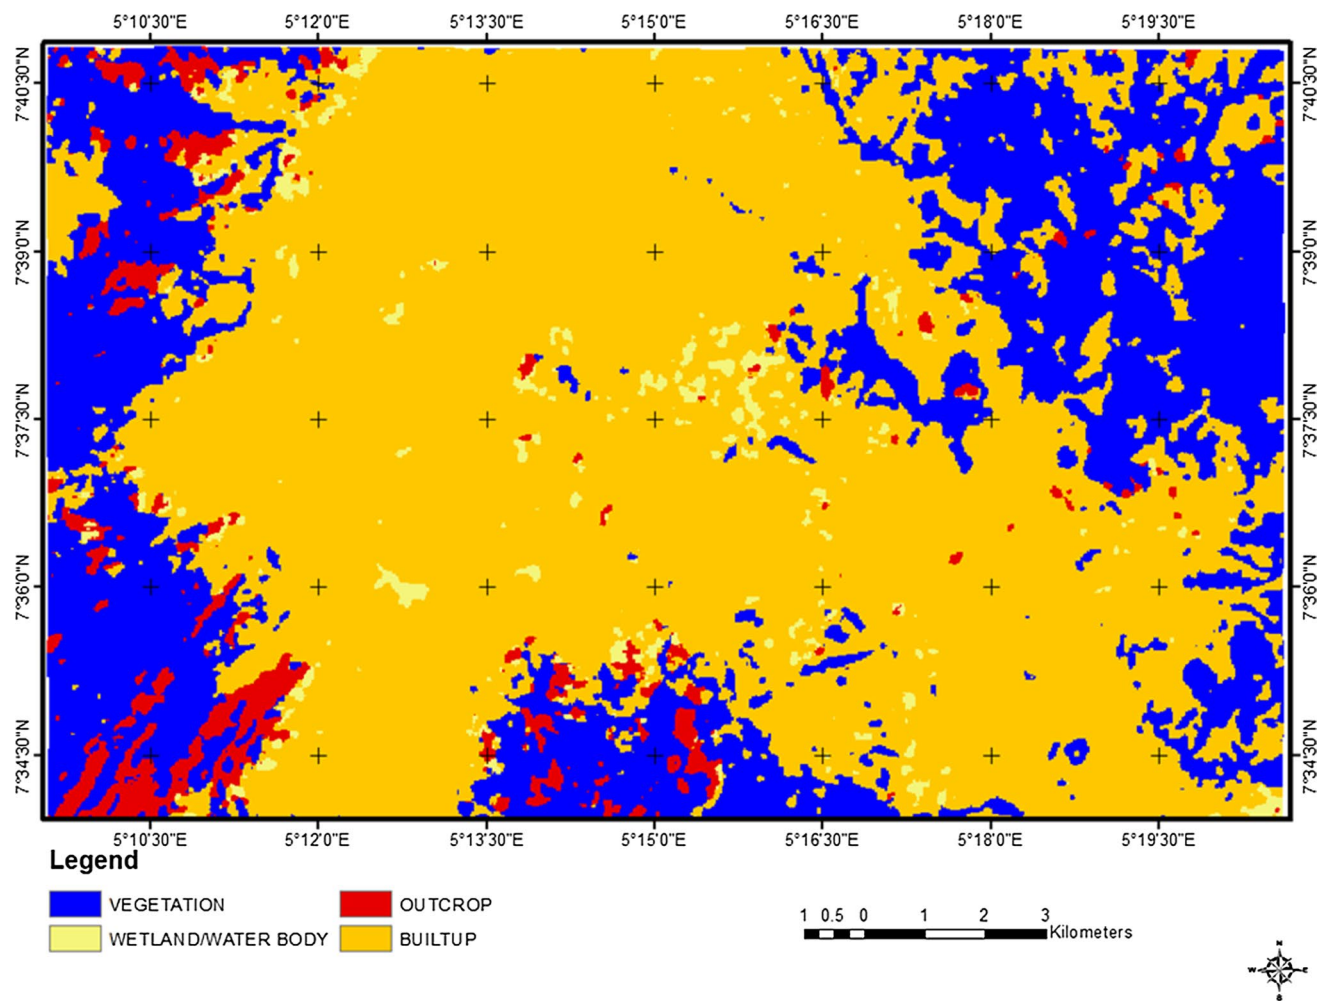 5°10'30"E 5°12'0"E 5°13'30"E 5°15'0"E 5°16'30"E 5°18'0"E 5°19'30"E
7°40'30"N 7°40'30"N
7°39'0"N 7°39'0"N
7°37'30"N 7°37'30"N
7°36'0"N 7°36'0"N
7°34'30"N 7°34'30"N
5°10'30"E 5°12'0"E 5°13'30"E 5°15'0"E 5°16'30"E 5°18'0"E 5°19'30"E
Legend
VEGETATION OUTCROP
WETLAND/WATER BODY BUILTUP
1 0.5 0 1 2 3
Kilometers
N
W E
S